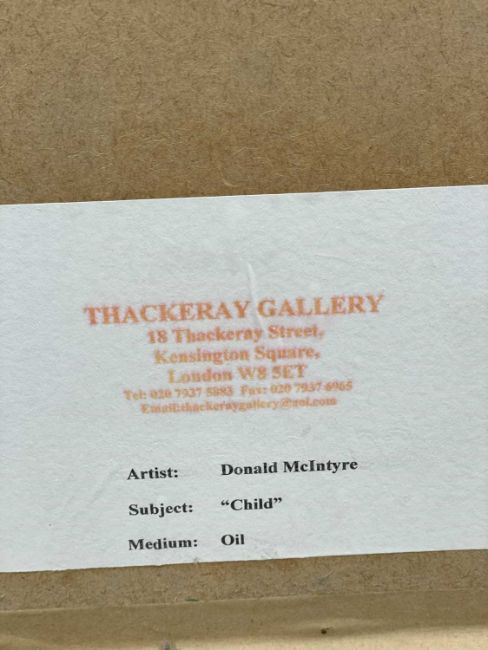 THACKERAY GALLERY
18 Thackeray Street,
Kensington Square,
London W8 5ET
Tel: 020 7937 5883 Fax: 020 7937 6965
Email:thackeraygallery@aol.com
Artist: Donald McIntyre
Subject: “Child”
Medium: Oil